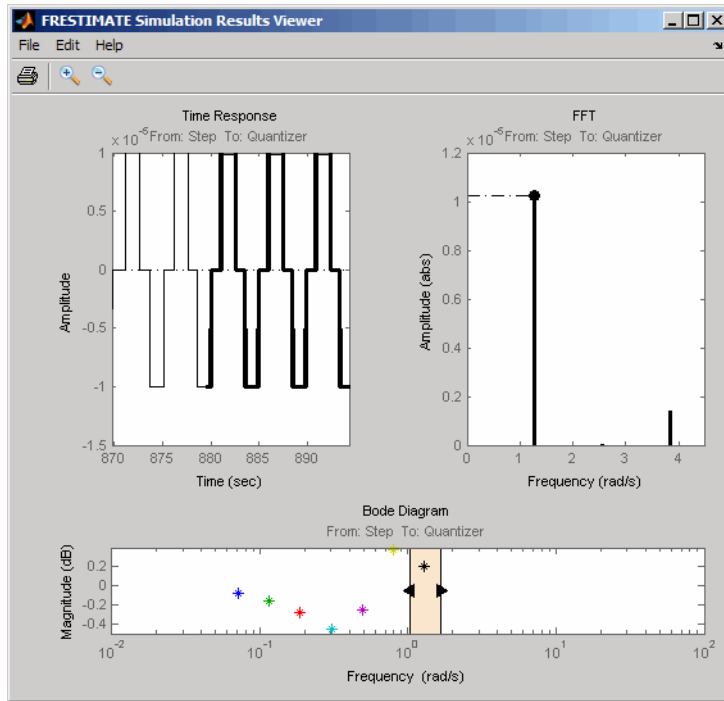 FRESTIMATE Simulation Results Viewer
File Edit Help
Time Response
x 10^-5 From: Step To: Quantizer
1
0.5
0
-0.5
-1
-1.5
Amplitude
870 875 880 885 890
Time (sec)
FFT
x 10^-5 From: Step To: Quantizer
1.2
1
0.8
0.6
0.4
0.2
0
Amplitude (abs)
0 1 2 3 4
Frequency (rad/s)
Bode Diagram
From: Step To: Quantizer
0.2
0
-0.2
-0.4
Magnitude (dB)
10^-2 10^-1 10^0 10^1 10^2
Frequency (rad/s)